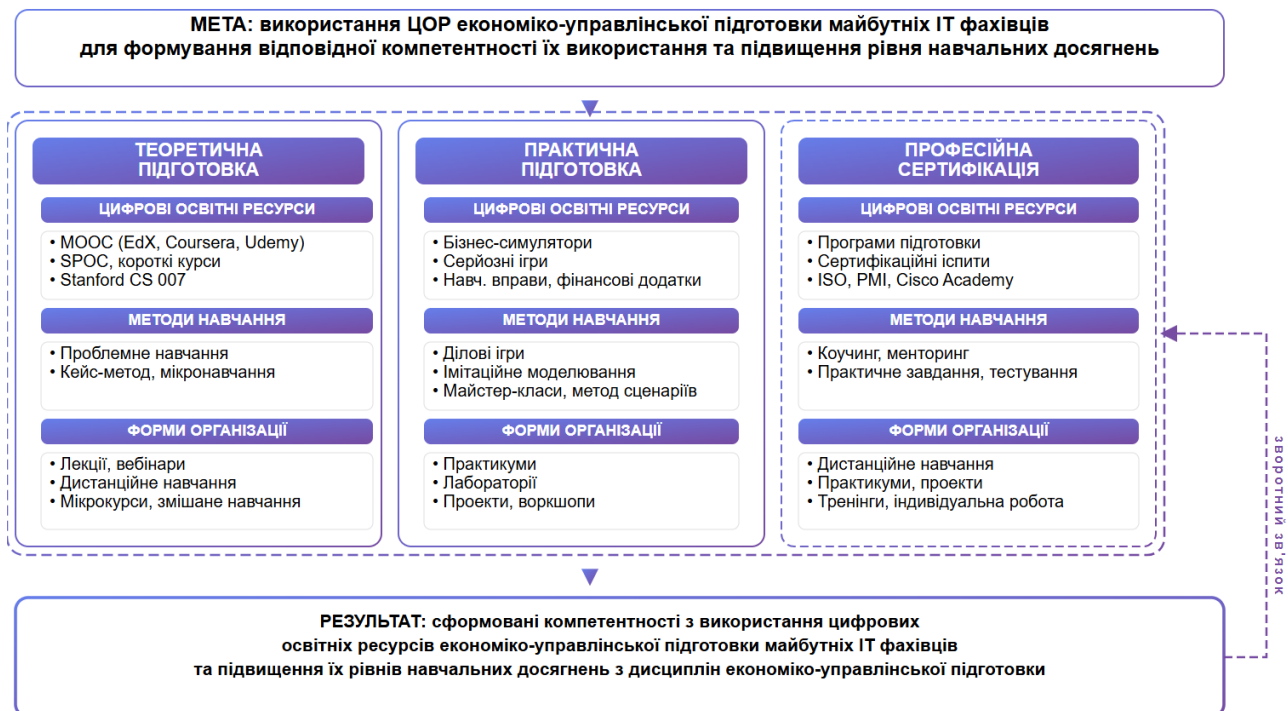 МЕТА: використання ЦОР економіко-управлінської підготовки майбутніх ІТ фахівців
для формування відповідної компетентності їх використання та підвищення рівня навчальних досягнень
ТЕОРЕТИЧНА
ПІДГОТОВКА
ЦИФРОВІ ОСВІТНІ РЕСУРСИ
• MOOC (EdX, Coursera, Udemy)
• SPOC, короткі курси
• Stanford CS 007
МЕТОДИ НАВЧАННЯ
• Проблемне навчання
• Кейс-метод, мікронавчання
ФОРМИ ОРГАНІЗАЦІЇ
• Лекції, вебінари
• Дистанційне навчання
• Мікрокурси, змішане навчання
ПРАКТИЧНА
ПІДГОТОВКА
ЦИФРОВІ ОСВІТНІ РЕСУРСИ
• Бізнес-симулятори
• Серйозні ігри
• Навч. вправи, фінансові додатки
МЕТОДИ НАВЧАННЯ
• Ділові ігри
• Імітаційне моделювання
• Майстер-класи, метод сценаріїв
ФОРМИ ОРГАНІЗАЦІЇ
• Практикуми
• Лабораторії
• Проекти, воркшопи
ПРОФЕСІЙНА
СЕРТИФІКАЦІЯ
ЦИФРОВІ ОСВІТНІ РЕСУРСИ
• Програми підготовки
• Сертифікаційні іспити
• ISO, PMI, Cisco Academy
МЕТОДИ НАВЧАННЯ
• Коучинг, менторинг
• Практичне завдання, тестування
ФОРМИ ОРГАНІЗАЦІЇ
• Дистанційне навчання
• Практикуми, проекти
• Тренінги, індивідуальна робота
зворотний зв'язок
РЕЗУЛЬТАТ: сформовані компетентності з використання цифрових
освітніх ресурсів економіко-управлінської підготовки майбутніх ІТ фахівців
та підвищення їх рівнів навчальних досягнень з дисциплін економіко-управлінської підготовки